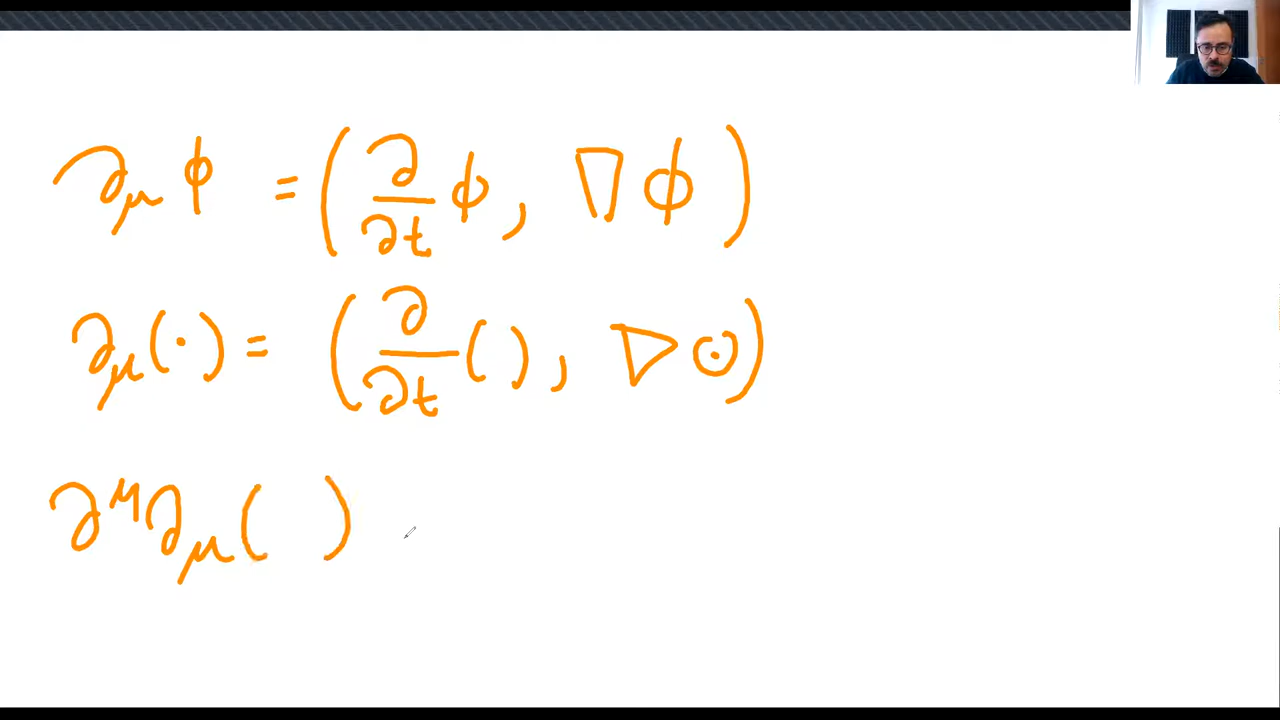 ∂_μ ϕ = (∂/∂t ϕ, ∇ϕ)
∂_μ(·) = (∂/∂t ( ), ∇(·))
∂^μ ∂_μ( )